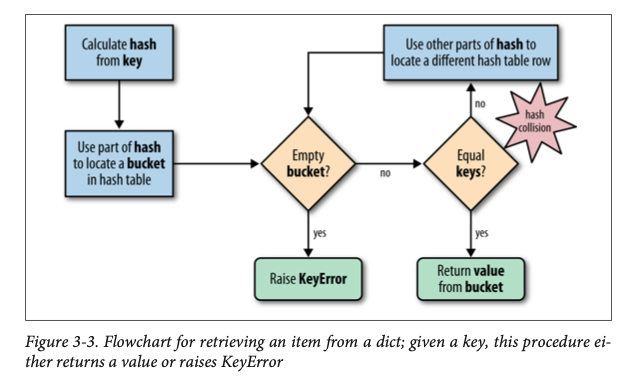 Calculate hash
from key
Use other parts of hash to
locate a different hash table row
no
hash
collision
Use part of hash
to locate a bucket
in hash table
Empty
bucket?
no
Equal
keys?
yes
yes
Raise KeyError
Return value
from bucket
Figure 3-3. Flowchart for retrieving an item from a dict; given a key, this procedure ei-
ther returns a value or raises KeyError